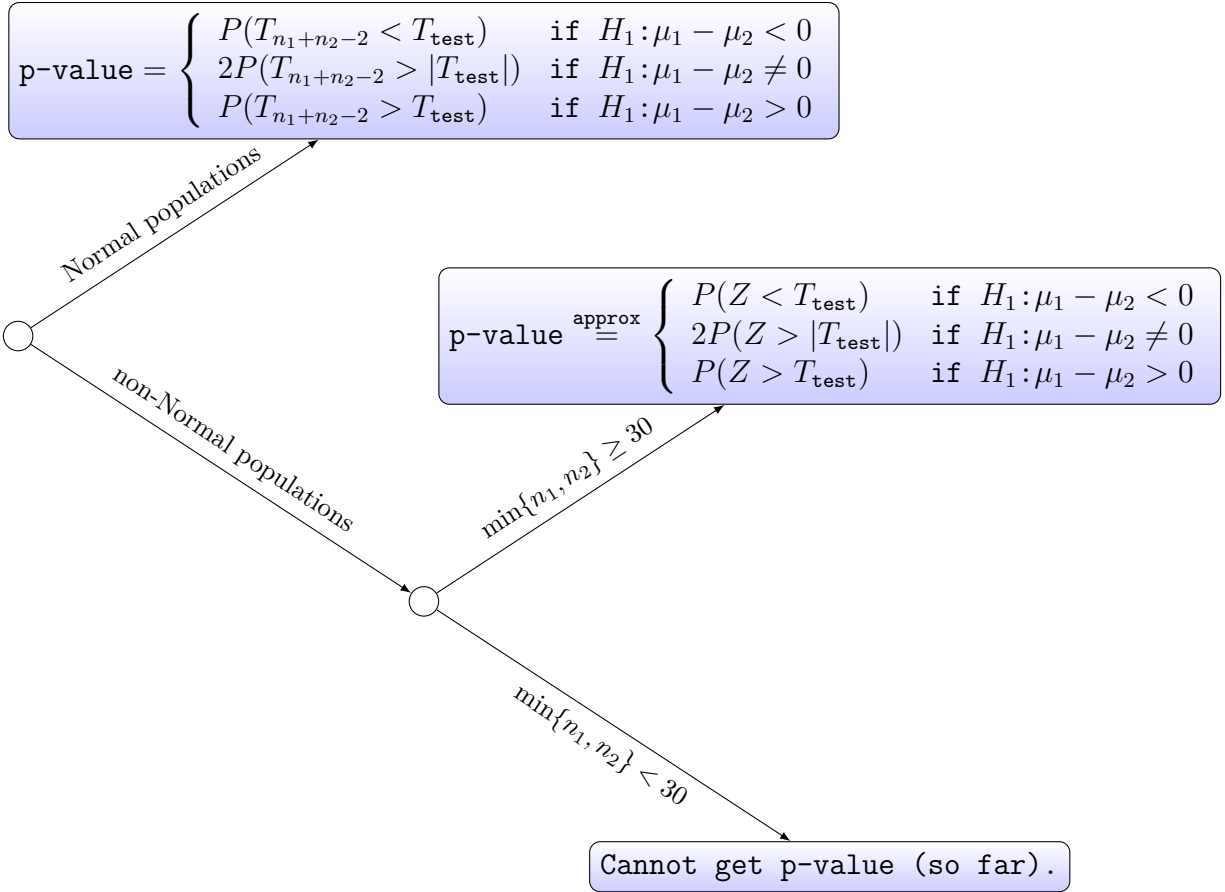 p-value = { P(T_{n_1+n_2−2} < T_test) if H_1: μ_1 − μ_2 < 0
2P(T_{n_1+n_2−2} > |T_test|) if H_1: μ_1 − μ_2 ≠ 0
P(T_{n_1+n_2−2} > T_test) if H_1: μ_1 − μ_2 > 0
Normal populations
p-value approx = { P(Z < T_test) if H_1: μ_1 − μ_2 < 0
2P(Z > |T_test|) if H_1: μ_1 − μ_2 ≠ 0
P(Z > T_test) if H_1: μ_1 − μ_2 > 0
non-Normal populations
min{n_1, n_2} ≥ 30
min{n_1, n_2} < 30
Cannot get p-value (so far).